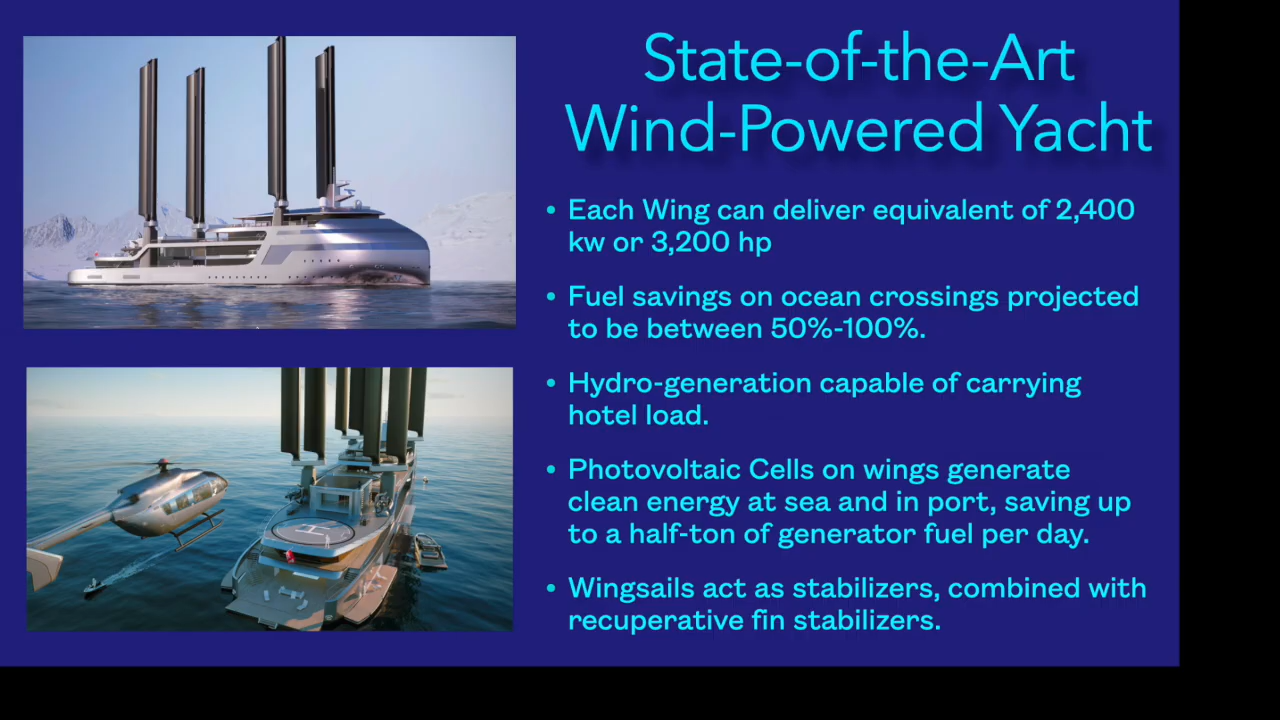 State-of-the-Art
Wind-Powered Yacht
• Each Wing can deliver equivalent of 2,400
kw or 3,200 hp
• Fuel savings on ocean crossings projected
to be between 50%-100%.
• Hydro-generation capable of carrying
hotel load.
• Photovoltaic Cells on wings generate
clean energy at sea and in port, saving up
to a half-ton of generator fuel per day.
• Wingsails act as stabilizers, combined with
recuperative fin stabilizers.
H